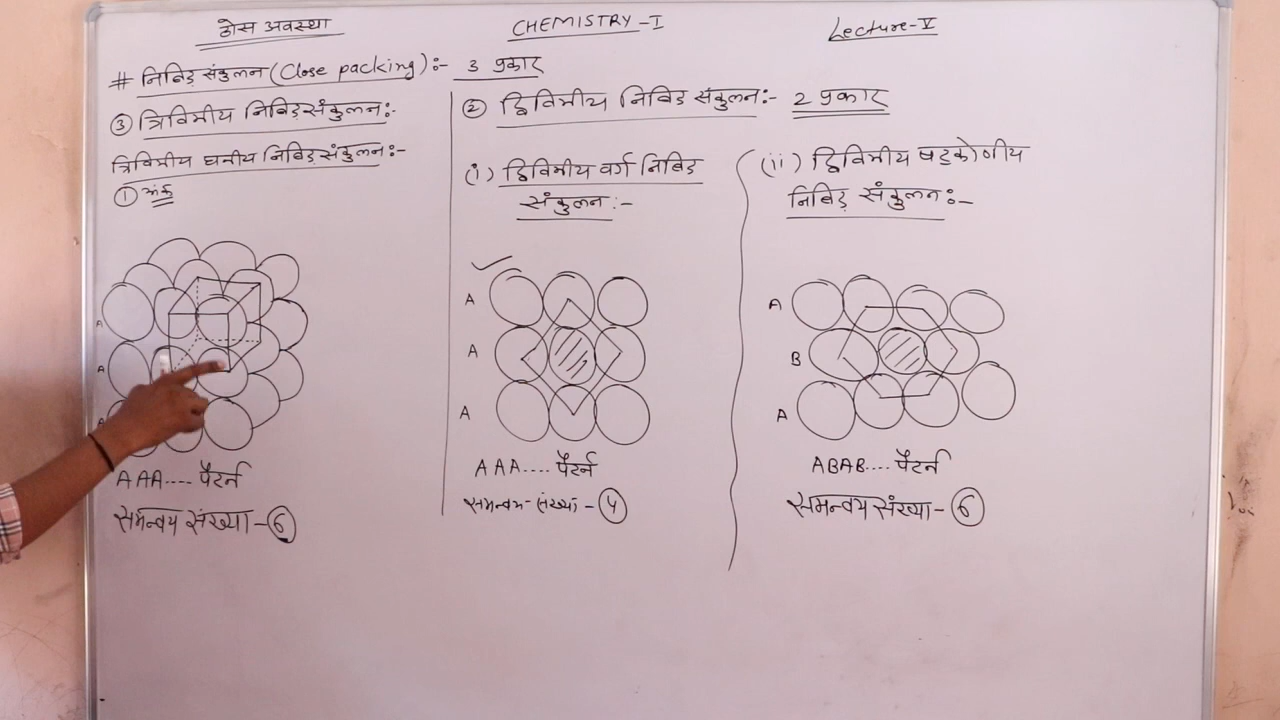 ठोस अवस्था
CHEMISTRY-I
Lecture-V
# निबिड़ संकुलन (Close packing) :- 3 प्रकार
③ त्रिविमीय निबिड़ संकुलन:-
त्रिविमीय घनीय निबिड़ संकुलन:-
①
A
A
AAA.... पैटर्न
समन्वय संख्या - ⑥
② द्विविमीय निबिड़ संकुलन:- 2 प्रकार
(i) द्विविमीय वर्ग निबिड़
संकुलन:-
A
A
A
AAA.... पैटर्न
समन्वय-संख्या - ④
(ii) द्विविमीय षट्कोणीय
निबिड़ संकुलन:-
A
B
A
ABAB.... पैटर्न
समन्वय संख्या - ⑥